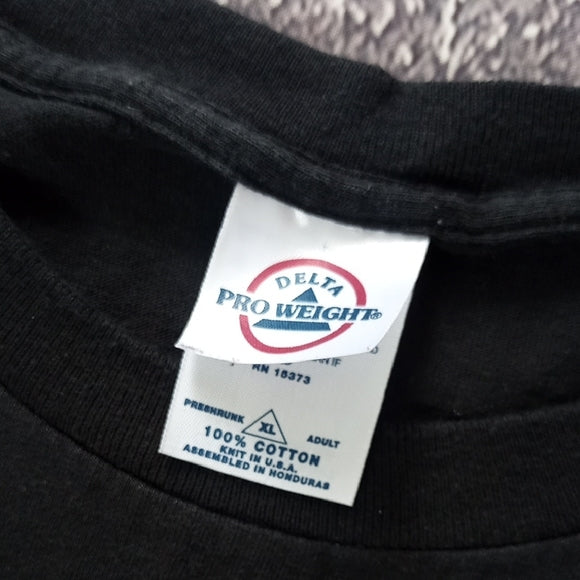 DELTA
PRO WEIGHT®
RN 15373
PRESHRUNK XL ADULT
100% COTTON
KNIT IN U.S.A.
ASSEMBLED IN HONDURAS